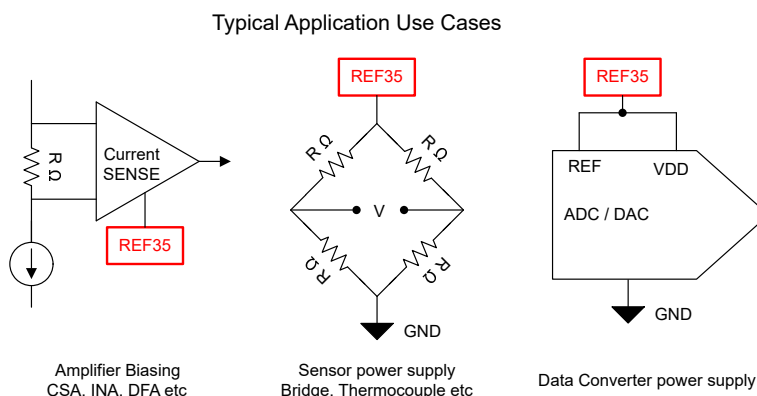 Typical Application Use Cases
REF35
REF35
R Ω
Current
SENSE
REF35
R Ω
R Ω
V
R Ω
R Ω
GND
REF
VDD
ADC / DAC
GND
Amplifier Biasing
CSA, INA, DFA etc
Sensor power supply
Bridge, Thermocouple etc
Data Converter power supply